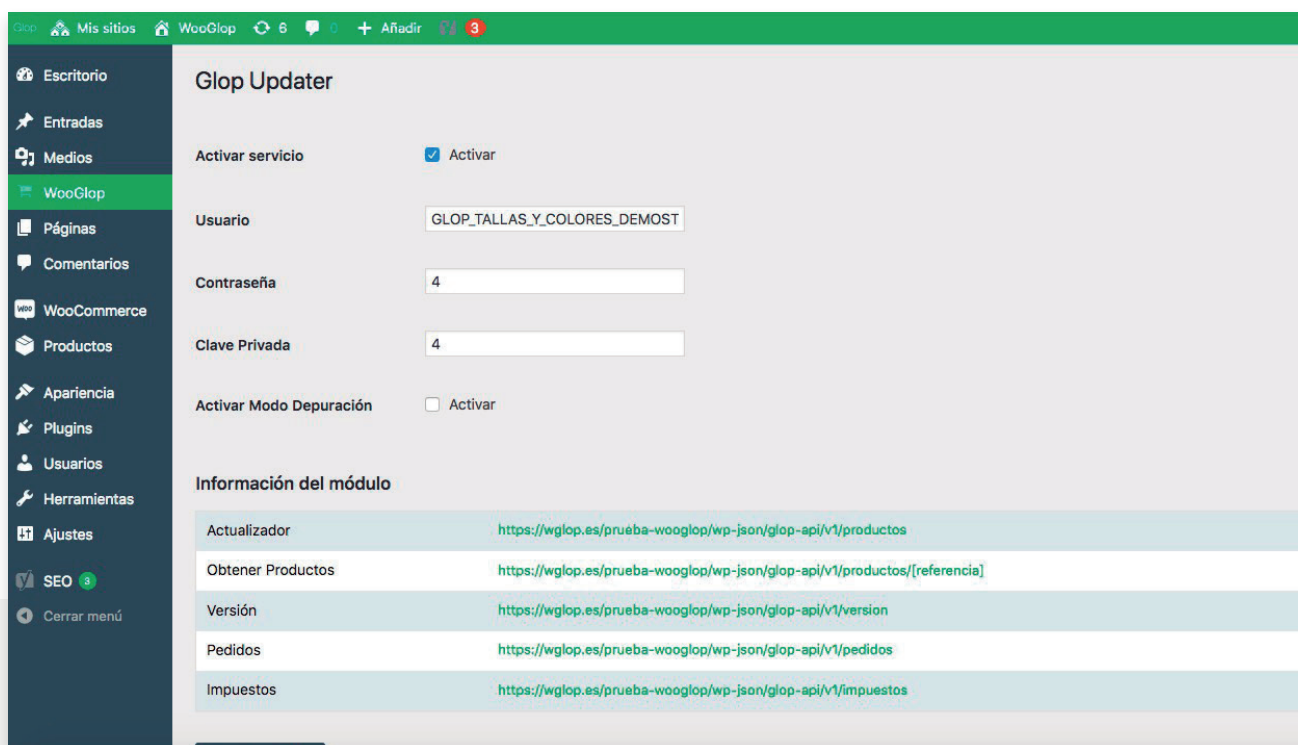 Glop Mis sitios WooGlop 6 0 + Añadir 3
Escritorio
Entradas
Medios
WooGlop
Páginas
Comentarios
WOO WooCommerce
Productos
Apariencia
Plugins
Usuarios
Herramientas
Ajustes
SEO 3
Cerrar menú
Glop Updater
Activar servicio Activar
Usuario GLOP_TALLAS_Y_COLORES_DEMOST
Contraseña 4
Clave Privada 4
Activar Modo Depuración Activar
Información del módulo
Actualizador https://wglop.es/prueba-wooglop/wp-json/glop-api/v1/productos
Obtener Productos https://wglop.es/prueba-wooglop/wp-json/glop-api/v1/productos/[referencia]
Versión https://wglop.es/prueba-wooglop/wp-json/glop-api/v1/version
Pedidos https://wglop.es/prueba-wooglop/wp-json/glop-api/v1/pedidos
Impuestos https://wglop.es/prueba-wooglop/wp-json/glop-api/v1/impuestos